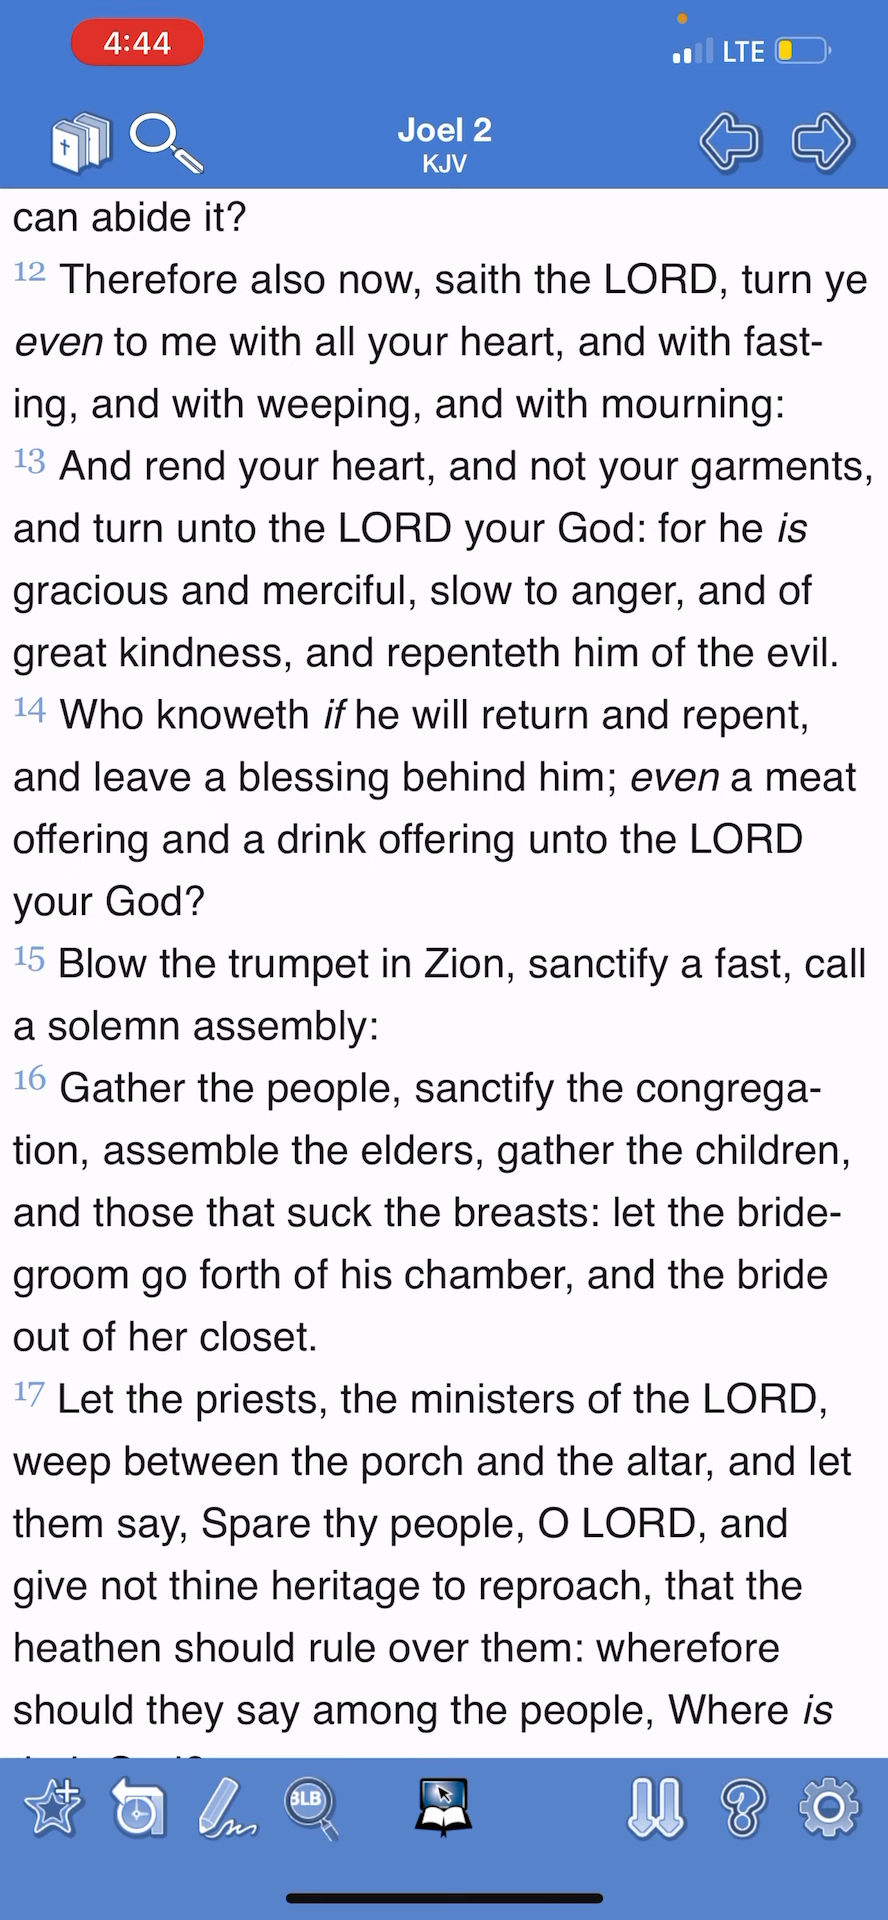 4:44
LTE
Joel 2
KJV
can abide it?
12 Therefore also now, saith the LORD, turn ye
even to me with all your heart, and with fast-
ing, and with weeping, and with mourning:
13 And rend your heart, and not your garments,
and turn unto the LORD your God: for he is
gracious and merciful, slow to anger, and of
great kindness, and repenteth him of the evil.
14 Who knoweth if he will return and repent,
and leave a blessing behind him; even a meat
offering and a drink offering unto the LORD
your God?
15 Blow the trumpet in Zion, sanctify a fast, call
a solemn assembly:
16 Gather the people, sanctify the congrega-
tion, assemble the elders, gather the children,
and those that suck the breasts: let the bride-
groom go forth of his chamber, and the bride
out of her closet.
17 Let the priests, the ministers of the LORD,
weep between the porch and the altar, and let
them say, Spare thy people, O LORD, and
give not thine heritage to reproach, that the
heathen should rule over them: wherefore
should they say among the people, Where is
BLB